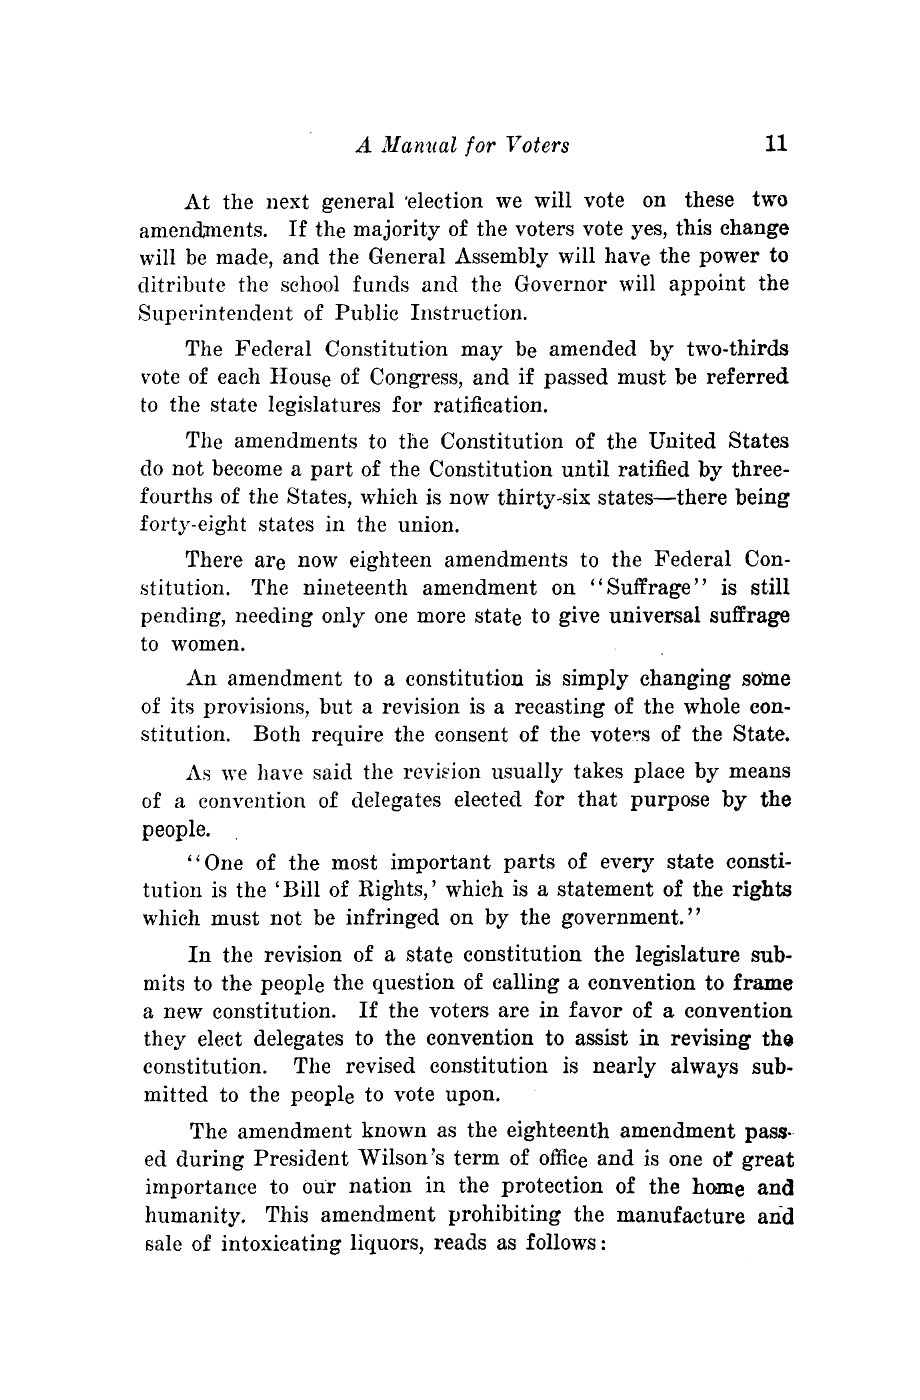 A Manual for Voters 11
At the next general election we will vote on these two
amendments. If the majority of the voters vote yes, this change
will be made, and the General Assembly will have the power to
ditribute the school funds and the Governor will appoint the
Superintendent of Public Instruction.
The Federal Constitution may be amended by two-thirds
vote of each House of Congress, and if passed must be referred
to the state legislatures for ratification.
The amendments to the Constitution of the United States
do not become a part of the Constitution until ratified by three-
fourths of the States, which is now thirty-six states—there being
forty-eight states in the union.
There are now eighteen amendments to the Federal Con-
stitution. The nineteenth amendment on "Suffrage" is still
pending, needing only one more state to give universal suffrage
to women.
An amendment to a constitution is simply changing some
of its provisions, but a revision is a recasting of the whole con-
stitution. Both require the consent of the voters of the State.
As we have said the revision usually takes place by means
of a convention of delegates elected for that purpose by the
people.
"One of the most important parts of every state consti-
tution is the 'Bill of Rights,' which is a statement of the rights
which must not be infringed on by the government."
In the revision of a state constitution the legislature sub-
mits to the people the question of calling a convention to frame
a new constitution. If the voters are in favor of a convention
they elect delegates to the convention to assist in revising the
constitution. The revised constitution is nearly always sub-
mitted to the people to vote upon.
The amendment known as the eighteenth amendment pass-
ed during President Wilson's term of office and is one of great
importance to our nation in the protection of the home and
humanity. This amendment prohibiting the manufacture and
sale of intoxicating liquors, reads as follows: